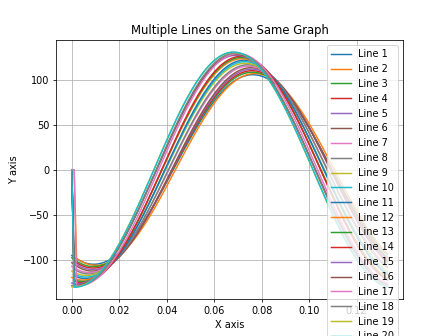 Multiple Lines on the Same Graph
Y axis
100
50
0
−50
−100
0.00
0.02
0.04
0.06
0.08
0.10
X axis
Line 1
Line 2
Line 3
Line 4
Line 5
Line 6
Line 7
Line 8
Line 9
Line 10
Line 11
Line 12
Line 13
Line 14
Line 15
Line 16
Line 17
Line 18
Line 19
Line 20